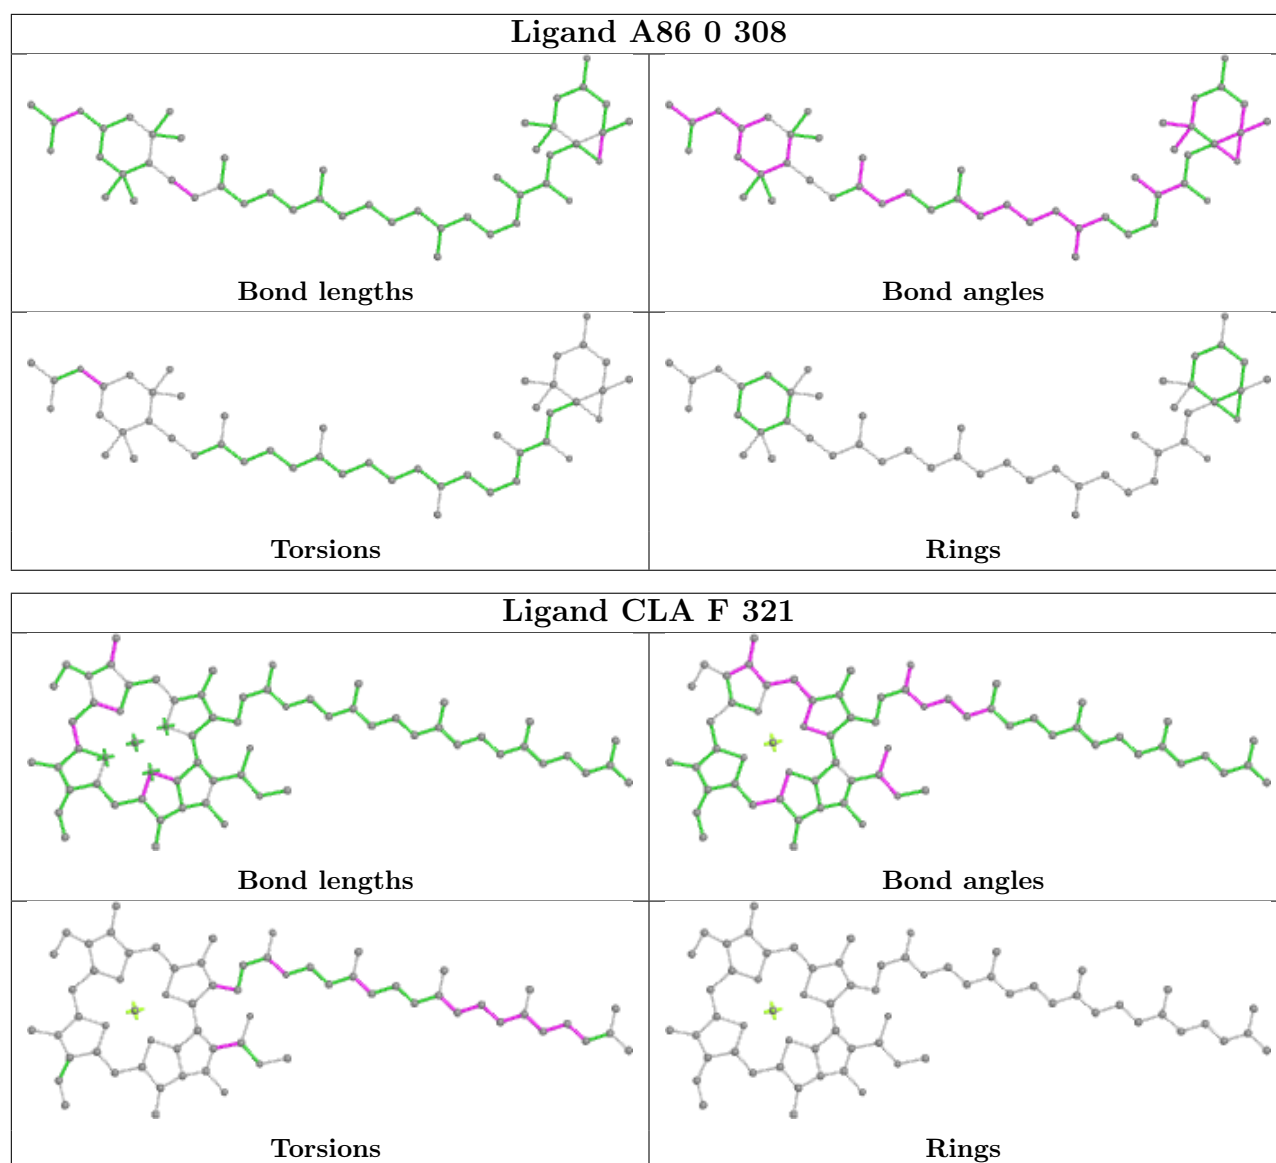 Ligand A86 0 308
Bond lengths
Bond angles
Torsions
Rings
Ligand CLA F 321
Bond lengths
Bond angles
Torsions
Rings